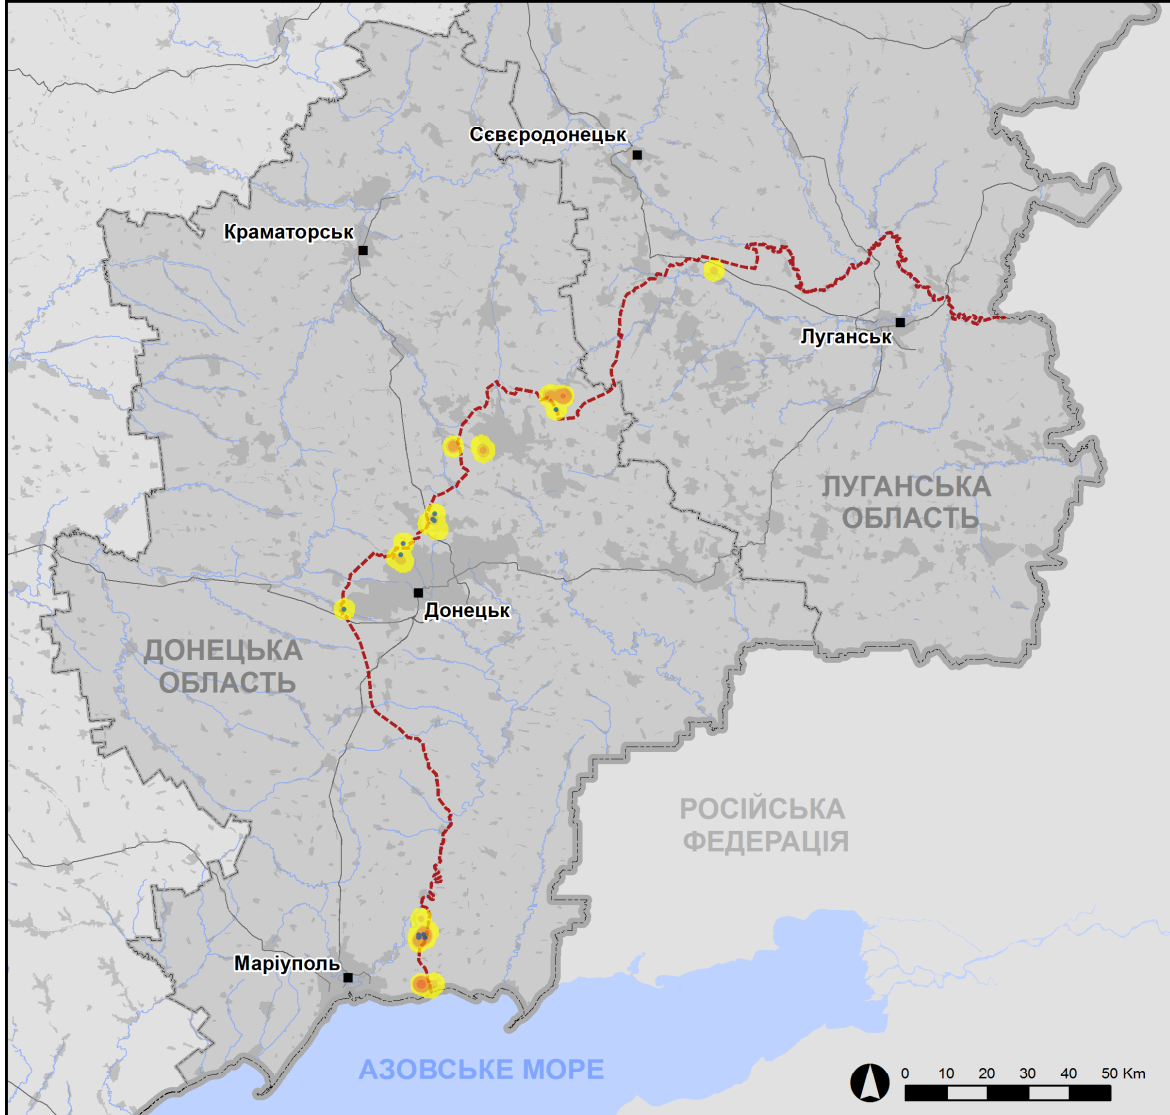 Сєвєродонецьк
Краматорськ
Луганськ
ЛУГАНСЬКА
ОБЛАСТЬ
Донецьк
ДОНЕЦЬКА
ОБЛАСТЬ
РОСІЙСЬКА
ФЕДЕРАЦІЯ
Маріуполь
АЗОВСЬКЕ МОРЕ
0 10 20 30 40 50 Km